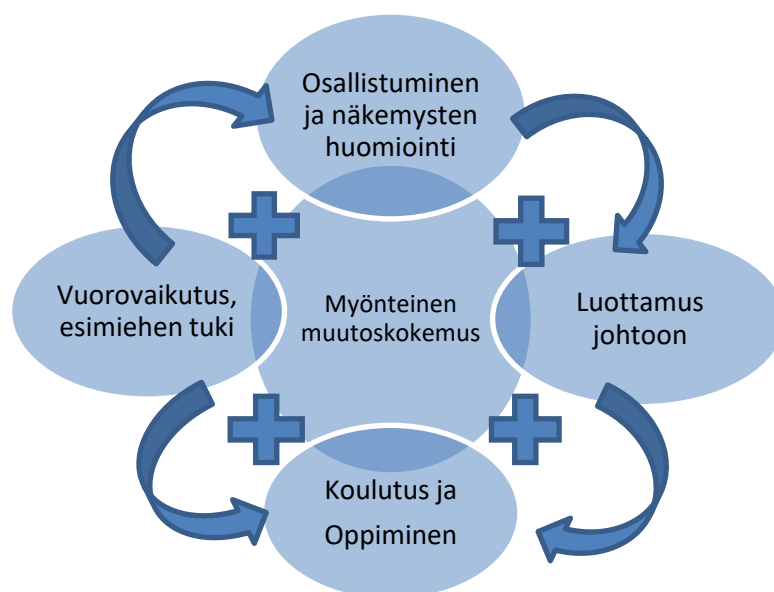 Osallistuminen
ja näkemysten
huomiointi
Vuorovaikutus,
esimiehen tuki
Myönteinen
muutoskokemus
Luottamus
johtoon
Koulutus ja
Oppiminen